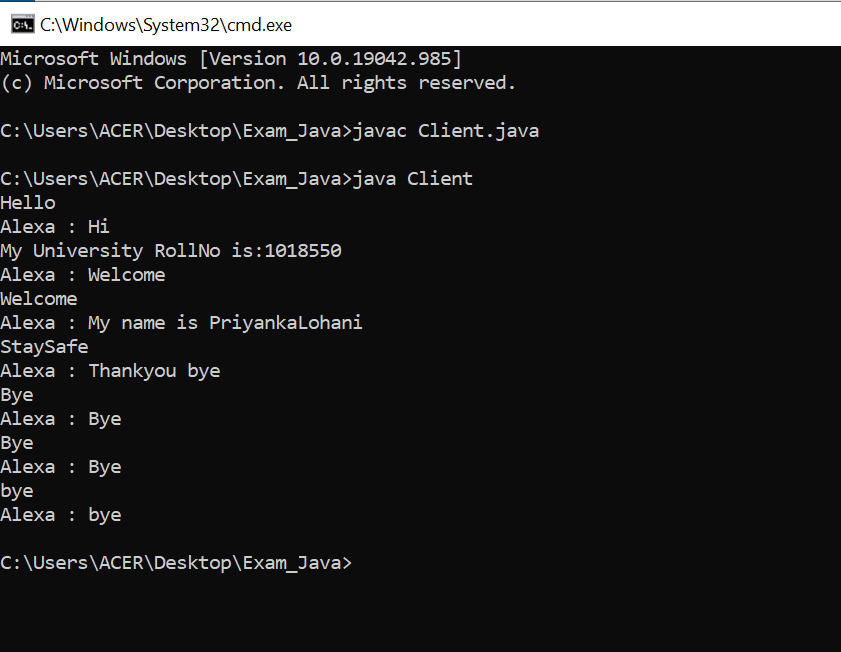 C:\Windows\System32\cmd.exe
Microsoft Windows [Version 10.0.19042.985]
(c) Microsoft Corporation. All rights reserved.
C:\Users\ACER\Desktop\Exam_Java>javac Client.java
C:\Users\ACER\Desktop\Exam_Java>java Client
Hello
Alexa : Hi
My University RollNo is:1018550
Alexa : Welcome
Welcome
Alexa : My name is PriyankaLohani
StaySafe
Alexa : Thankyou bye
Bye
Alexa : Bye
Bye
Alexa : Bye
bye
Alexa : bye
C:\Users\ACER\Desktop\Exam_Java>